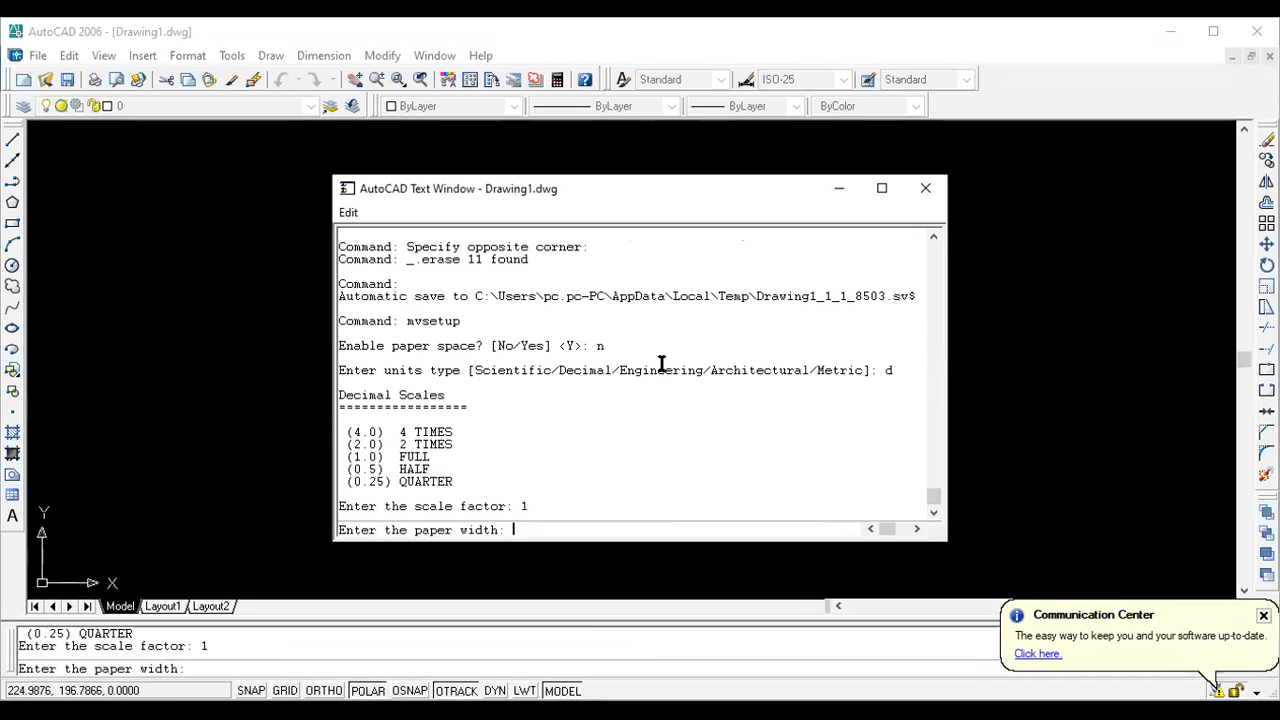 AutoCAD 2006 - [Drawing1.dwg]
File Edit View Insert Format Tools Draw Dimension Modify Window Help
Standard ISO-25 Standard
0 ByLayer ByLayer ByLayer ByColor
AutoCAD Text Window - Drawing1.dwg
Edit
Command: Specify opposite corner:
Command: _.erase 11 found
Command:
Automatic save to C:\Users\pc.pc-PC\AppData\Local\Temp\Drawing1_1_1_8503.sv$
Command: mvsetup
Enable paper space? [No/Yes] <Y>: n
Enter units type [Scientific/Decimal/Engineering/Architectural/Metric]: d
Decimal Scales
=================
(4.0) 4 TIMES
(2.0) 2 TIMES
(1.0) FULL
(0.5) HALF
(0.25) QUARTER
Enter the scale factor: 1
Enter the paper width:
A
Y
X
Model Layout1 Layout2
Communication Center
The easy way to keep you and your software up-to-date.
Click here.
(0.25) QUARTER
Enter the scale factor: 1
Enter the paper width:
224.9876, 196.7866, 0.0000 SNAP GRID ORTHO POLAR OSNAP OTRACK DYN LWT MODEL